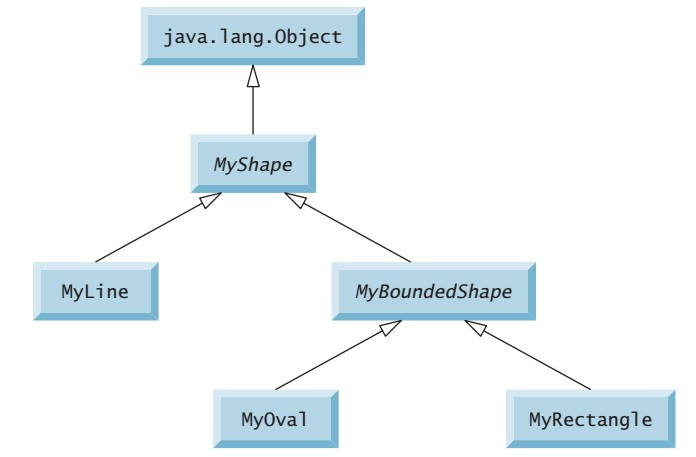 java.lang.Object
MyShape
MyLine
MyBoundedShape
MyOval
MyRectangle